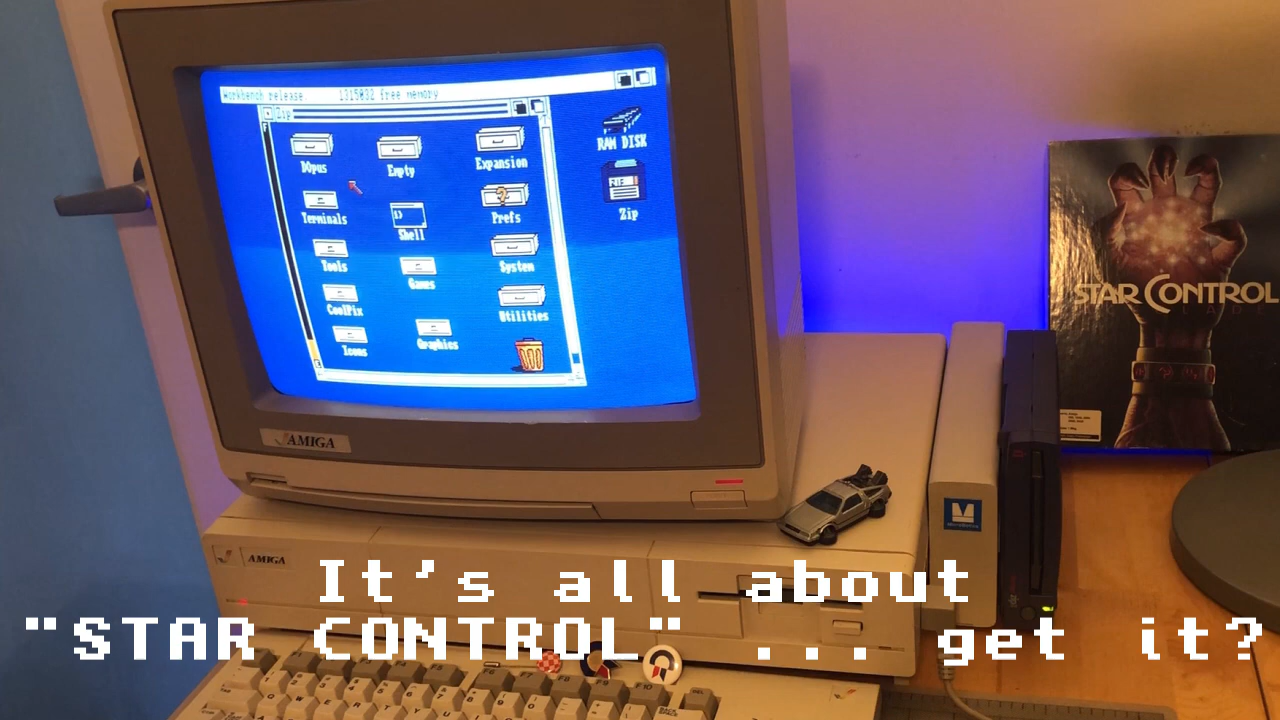 Workbench release 1315032 free memory
Zip
DOpus
Empty
Expansion
RAM DISK
Terminals
Shell
Prefs
Zip
Tools
Games
System
CoolPix
Utilities
Icons
Graphics
STAR CONTROL
AMIGA
AMIGA
It's all about
"STAR CONTROL" ... get it?